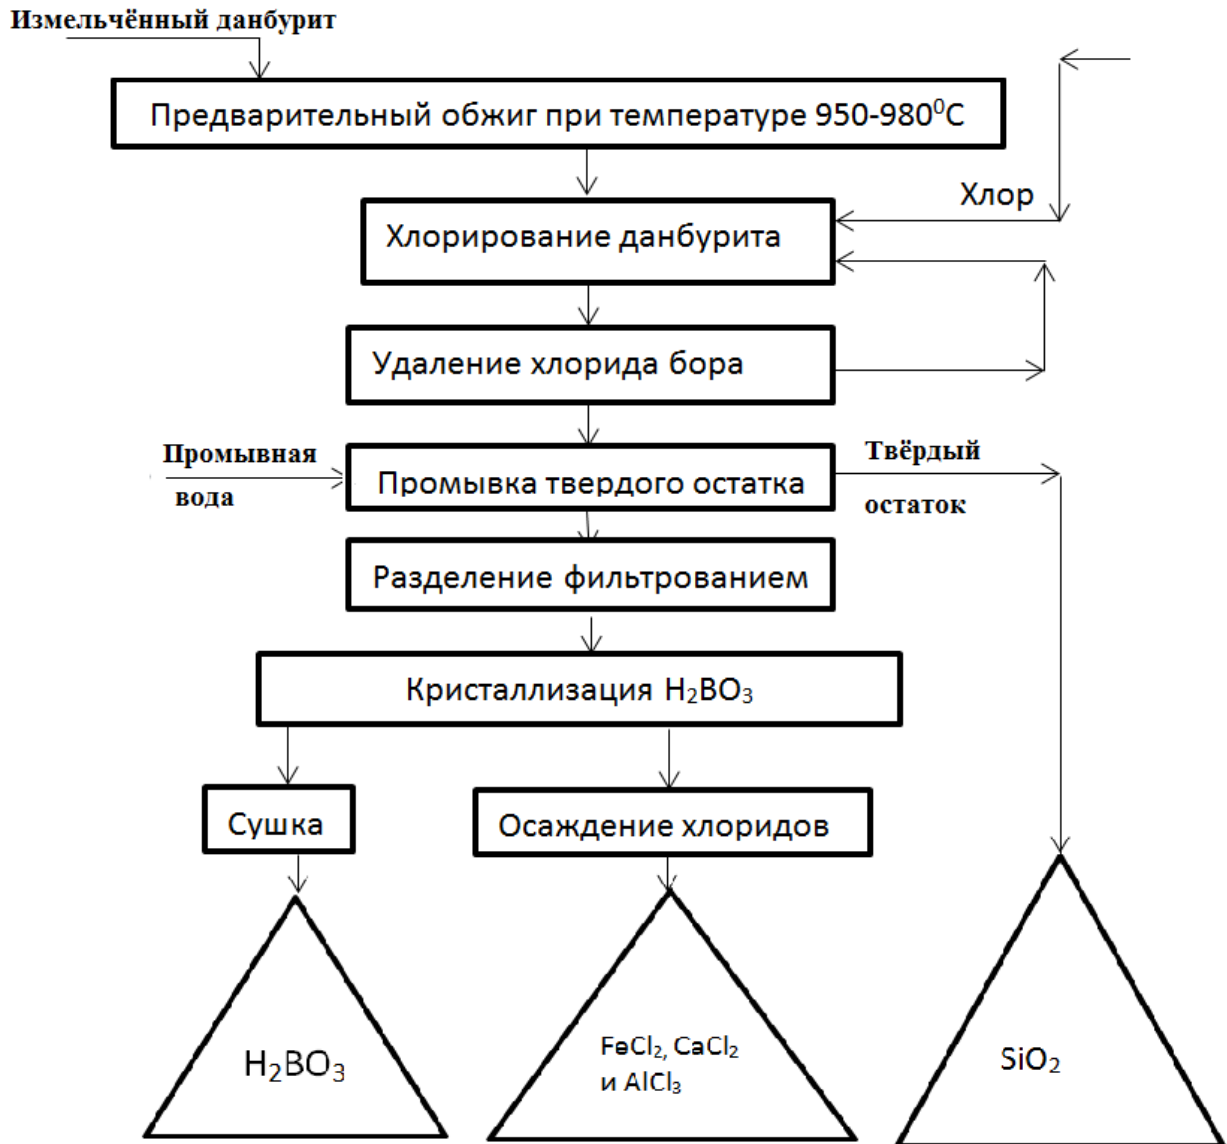 Измельчённый данбурит
Предварительный обжиг при температуре 950-980⁰С
Хлор
Хлорирование данбурита
Удаление хлорида бора
Промывная
вода
Промывка твердого остатка
Твёрдый
остаток
Разделение фильтрованием
Кристаллизация H₂BO₃
Сушка
Осаждение хлоридов
H₂BO₃
FeCl₂, CaCl₂
и AlCl₃
SiO₂